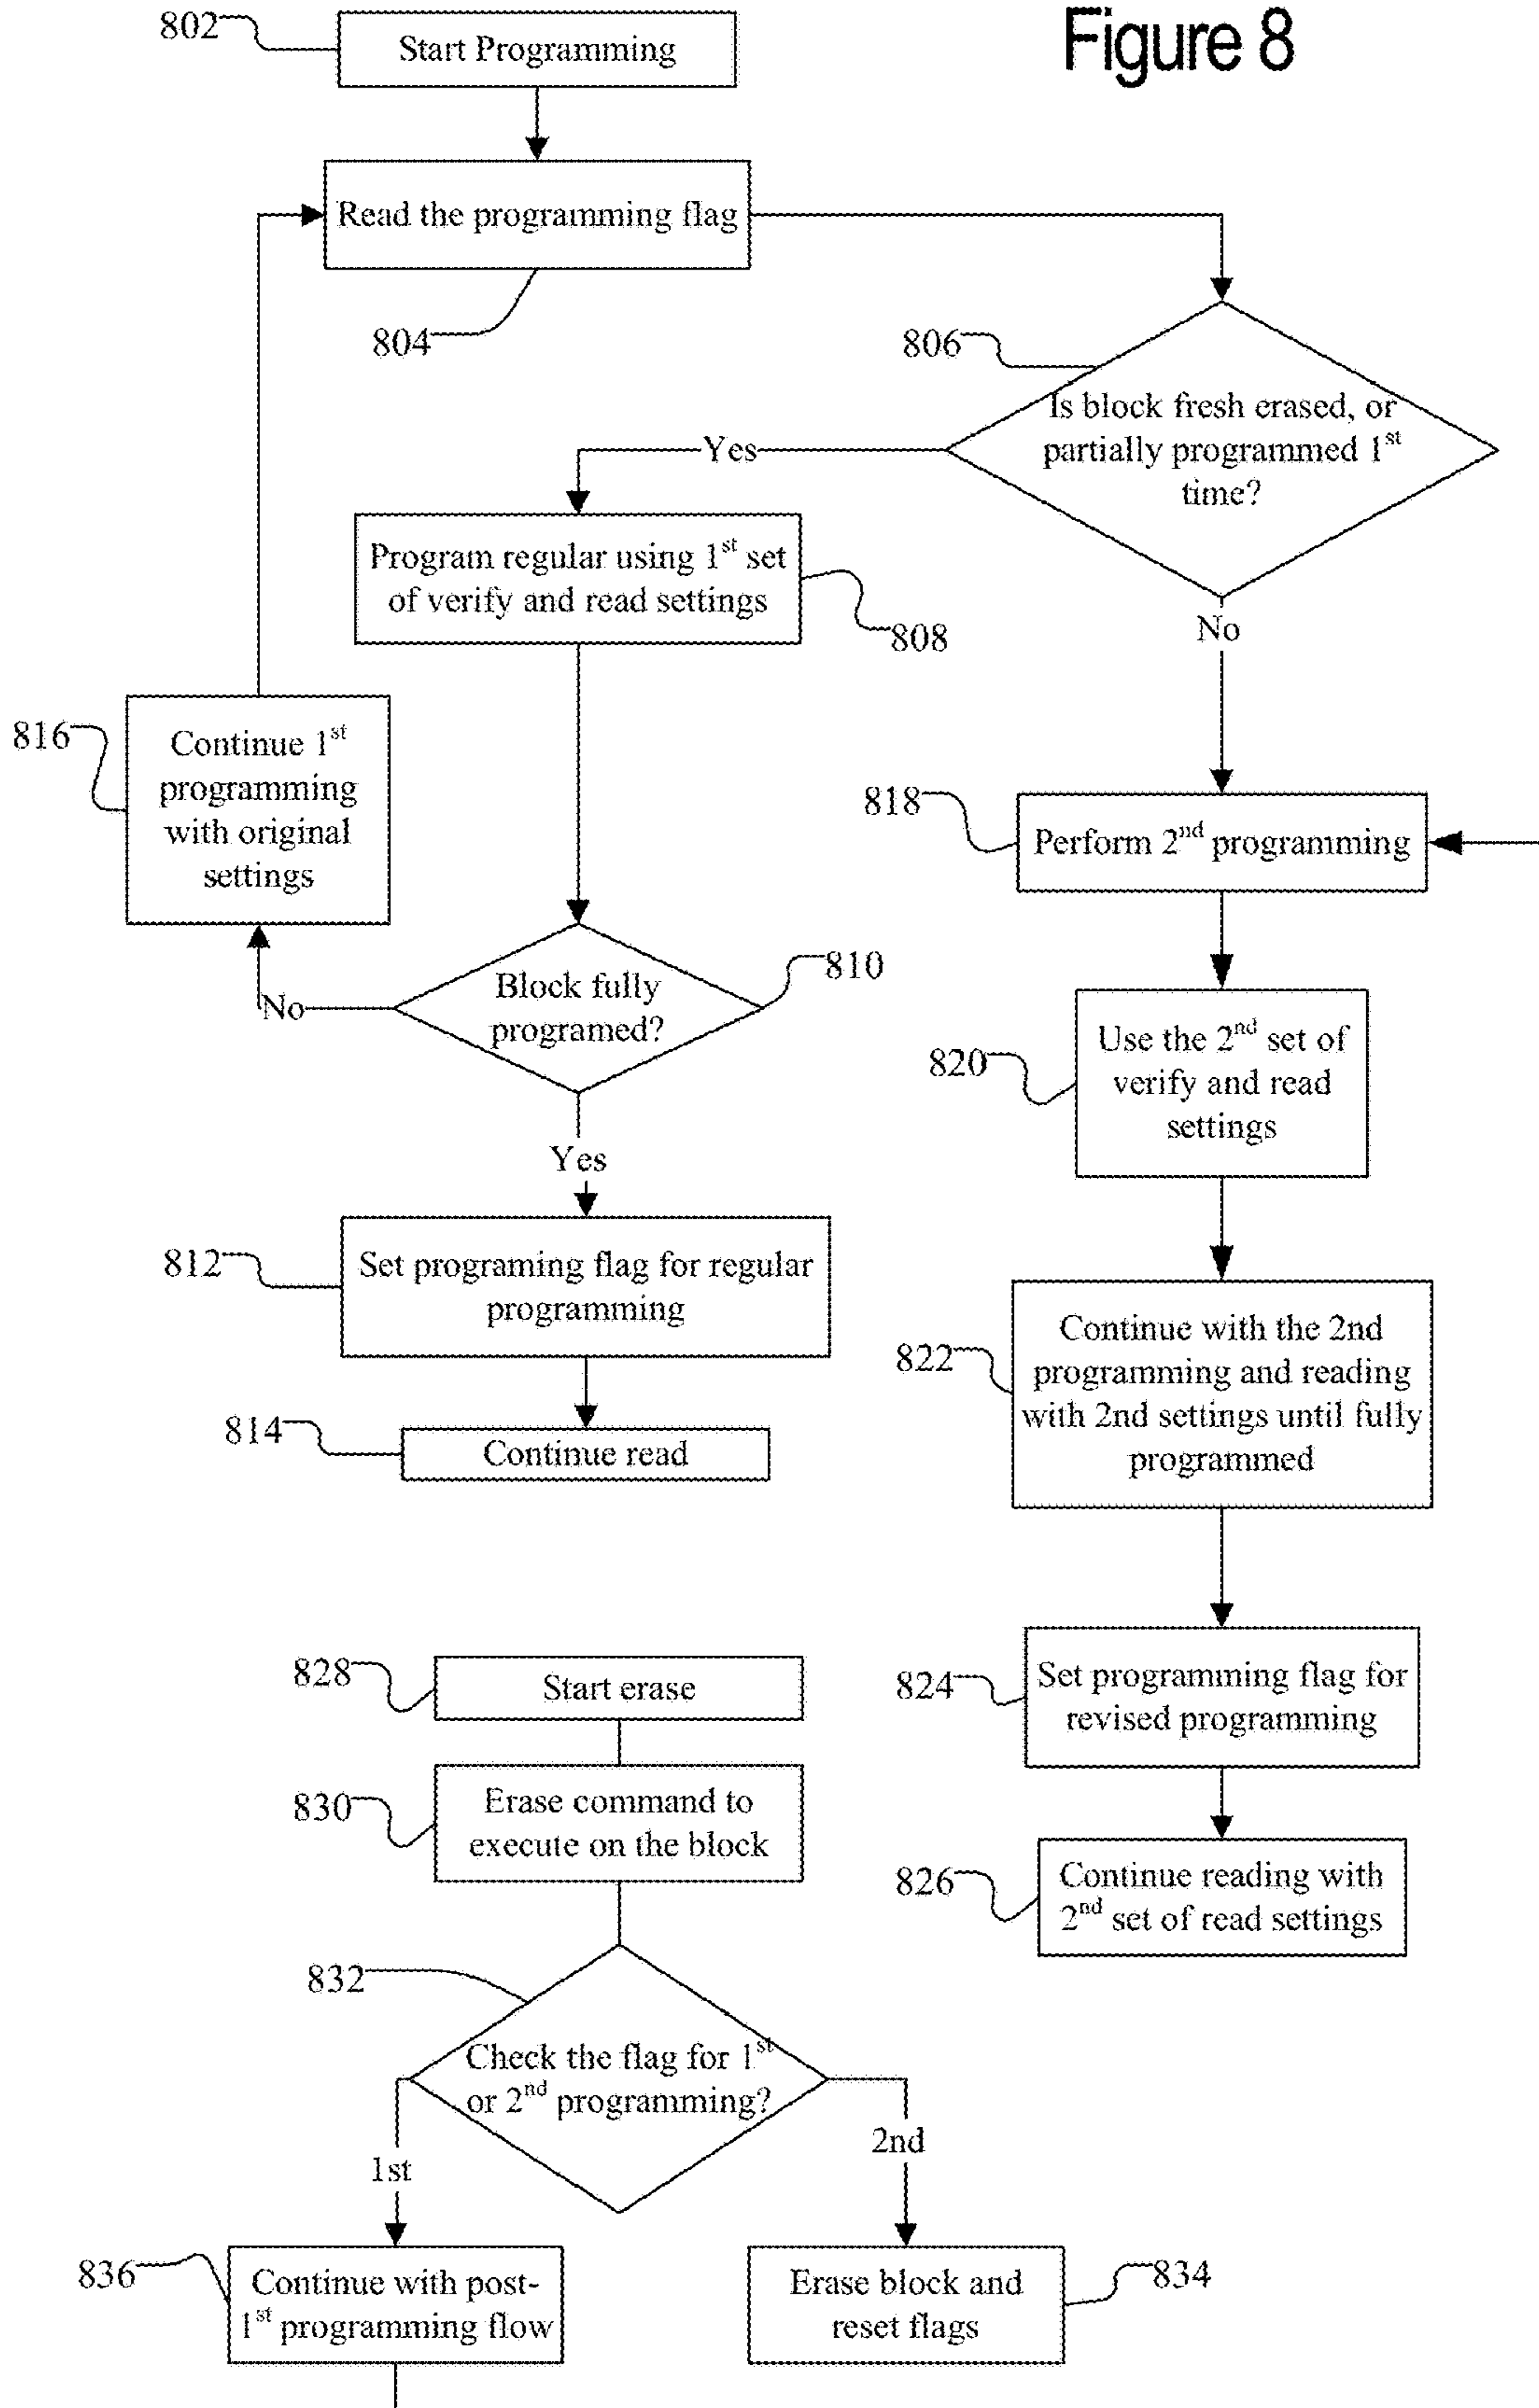 Figure 8
802
Start Programming
Read the programming flag
804
806
Is block fresh erased, or
partially programmed 1st
time?
Yes
Program regular using 1st set
of verify and read settings
808
No
816
Continue 1st
programming
with original
settings
818
Perform 2nd programming
810
Block fully
programed?
No
820
Use the 2nd set of
verify and read
settings
Yes
812
Set programing flag for regular
programming
822
Continue with the 2nd
programming and reading
with 2nd settings until fully
programmed
814
Continue read
828
Start erase
824
Set programming flag for
revised programming
830
Erase command to
execute on the block
826
Continue reading with
2nd set of read settings
832
Check the flag for 1st
or 2nd programming?
1st
2nd
836
Continue with post-
1st programming flow
Erase block and
reset flags
834